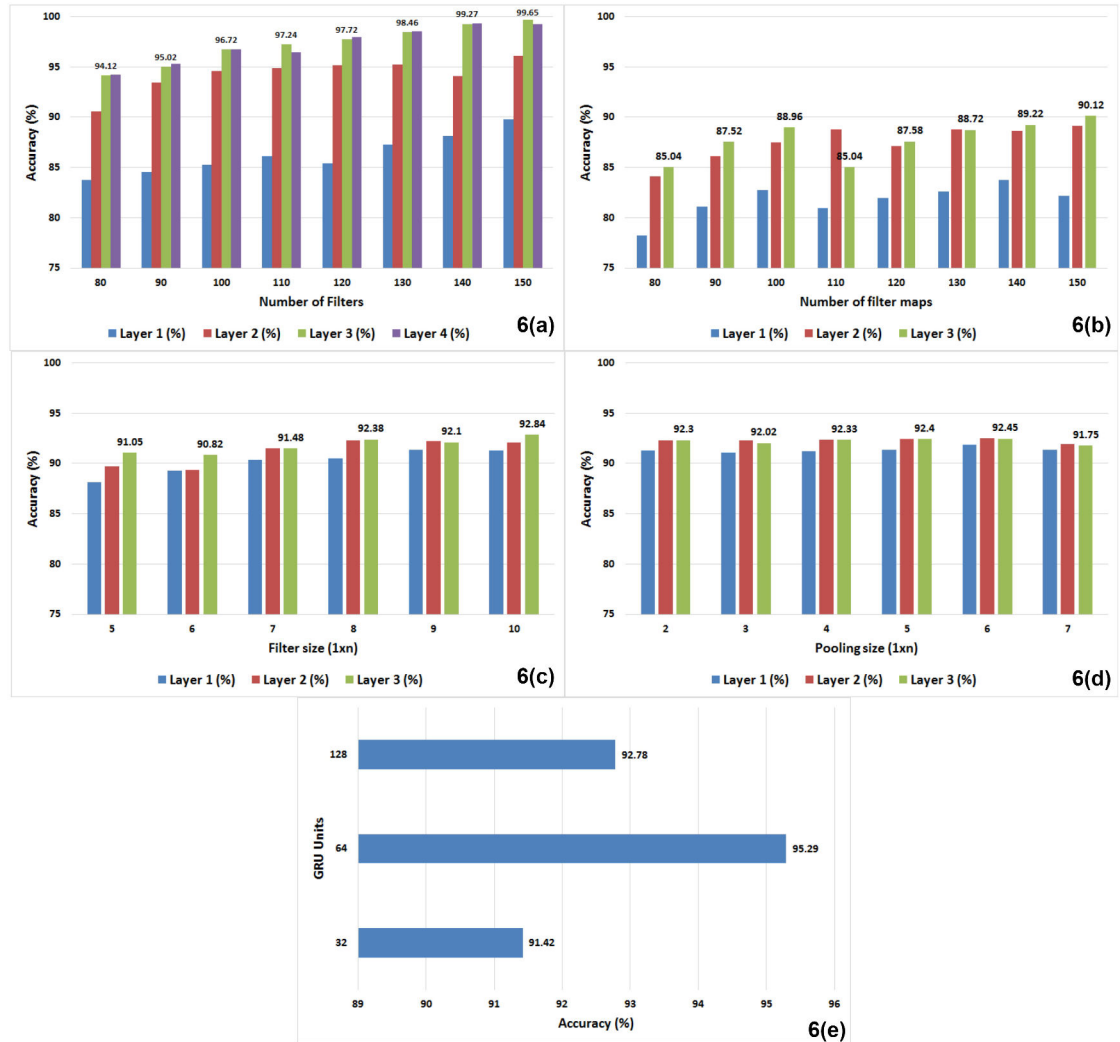 100
95
90
85
80
75
Accuracy (%)
94.12 95.02 96.72 97.24 97.72 98.46 99.27 99.65
80 90 100 110 120 130 140 150
Number of Filters
Layer 1 (%) Layer 2 (%) Layer 3 (%) Layer 4 (%)
6(a)
100
95
90
85
80
75
Accuracy (%)
85.04 87.52 88.96 85.04 87.58 88.72 89.22 90.12
80 90 100 110 120 130 140 150
Number of filter maps
Layer 1 (%) Layer 2 (%) Layer 3 (%)
6(b)
100
95
90
85
80
75
Accuracy (%)
91.05 90.82 91.48 92.38 92.1 92.84
5 6 7 8 9 10
Filter size (1xn)
Layer 1 (%) Layer 2 (%) Layer 3 (%)
6(c)
100
95
90
85
80
75
Accuracy (%)
92.3 92.02 92.33 92.4 92.45 91.75
2 3 4 5 6 7
Pooling size (1xn)
Layer 1 (%) Layer 2 (%) Layer 3 (%)
6(d)
GRU Units
128 92.78
64 95.29
32 91.42
89 90 91 92 93 94 95 96
Accuracy (%)
6(e)